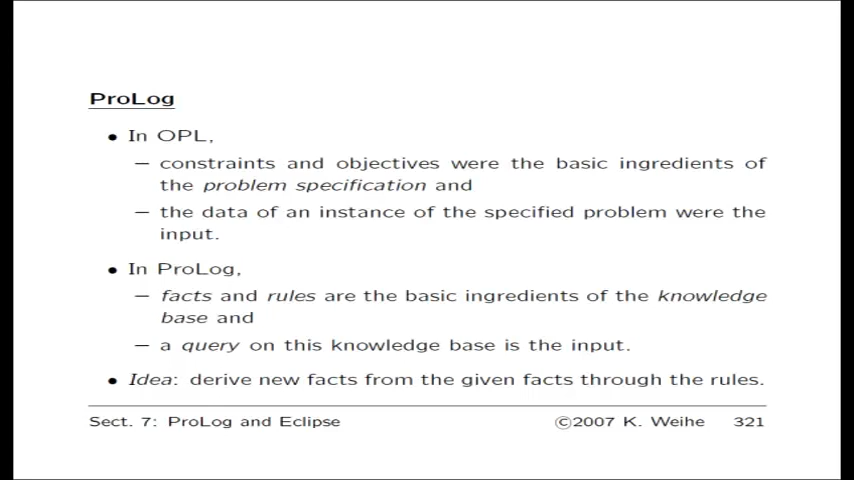 ProLog
• In OPL,
– constraints and objectives were the basic ingredients of
the problem specification and
– the data of an instance of the specified problem were the
input.
• In ProLog,
– facts and rules are the basic ingredients of the knowledge
base and
– a query on this knowledge base is the input.
• Idea: derive new facts from the given facts through the rules.
Sect. 7: ProLog and Eclipse ©2007 K. Weihe 321